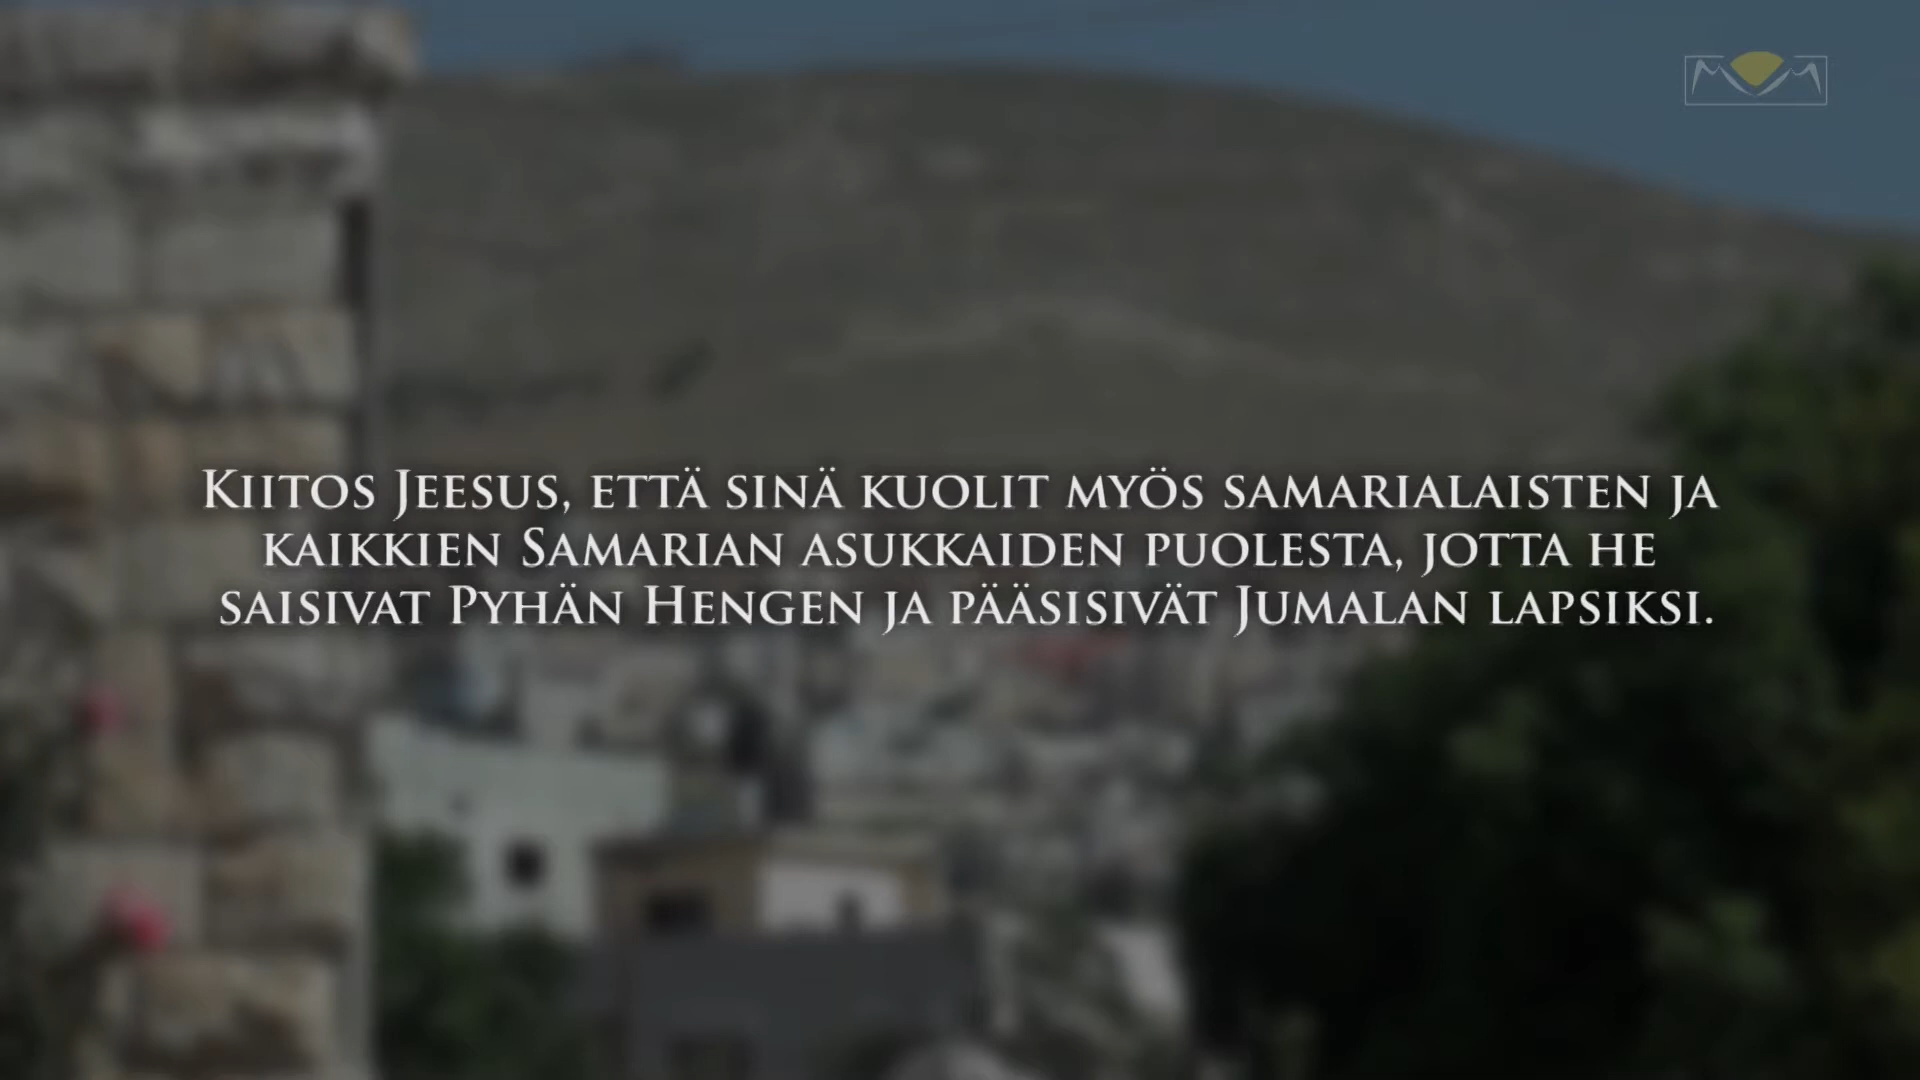 Kiitos Jeesus, että sinä kuolit myös samarialaisten ja
kaikkien Samarian asukkaiden puolesta, jotta he
saisivat Pyhän Hengen ja pääsisivät Jumalan lapsiksi.